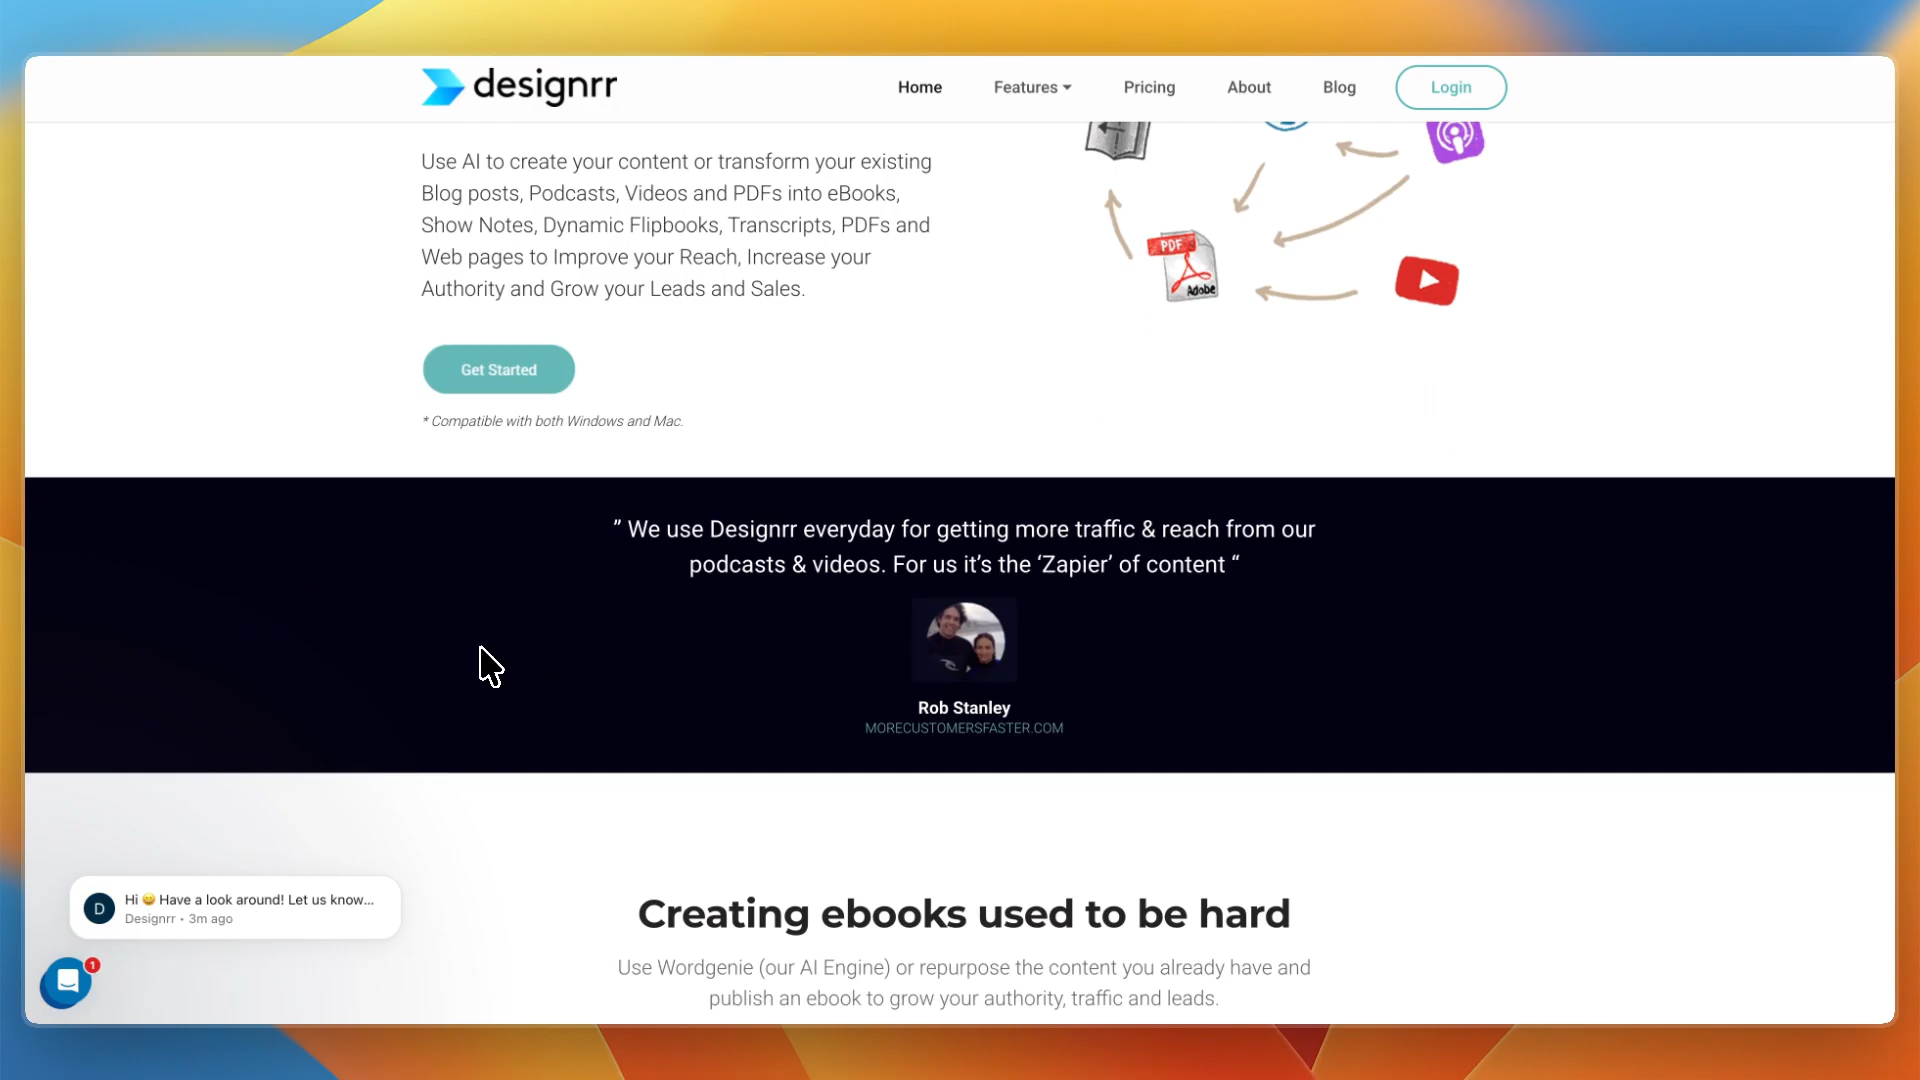 designrr
Home
Features
Pricing
About
Blog
Login
Use AI to create your content or transform your existing
Blog posts, Podcasts, Videos and PDFs into eBooks,
Show Notes, Dynamic Flipbooks, Transcripts, PDFs and
Web pages to Improve your Reach, Increase your
Authority and Grow your Leads and Sales.
PDF
Adobe
Get Started
* Compatible with both Windows and Mac.
” We use Designrr everyday for getting more traffic & reach from our
podcasts & videos. For us it’s the ‘Zapier’ of content “
Rob Stanley
MORECUSTOMERSFASTER.COM
Creating ebooks used to be hard
Use Wordgenie (our AI Engine) or repurpose the content you already have and
publish an ebook to grow your authority, traffic and leads.
D
Hi 😀 Have a look around! Let us know...
Designrr • 3m ago
1